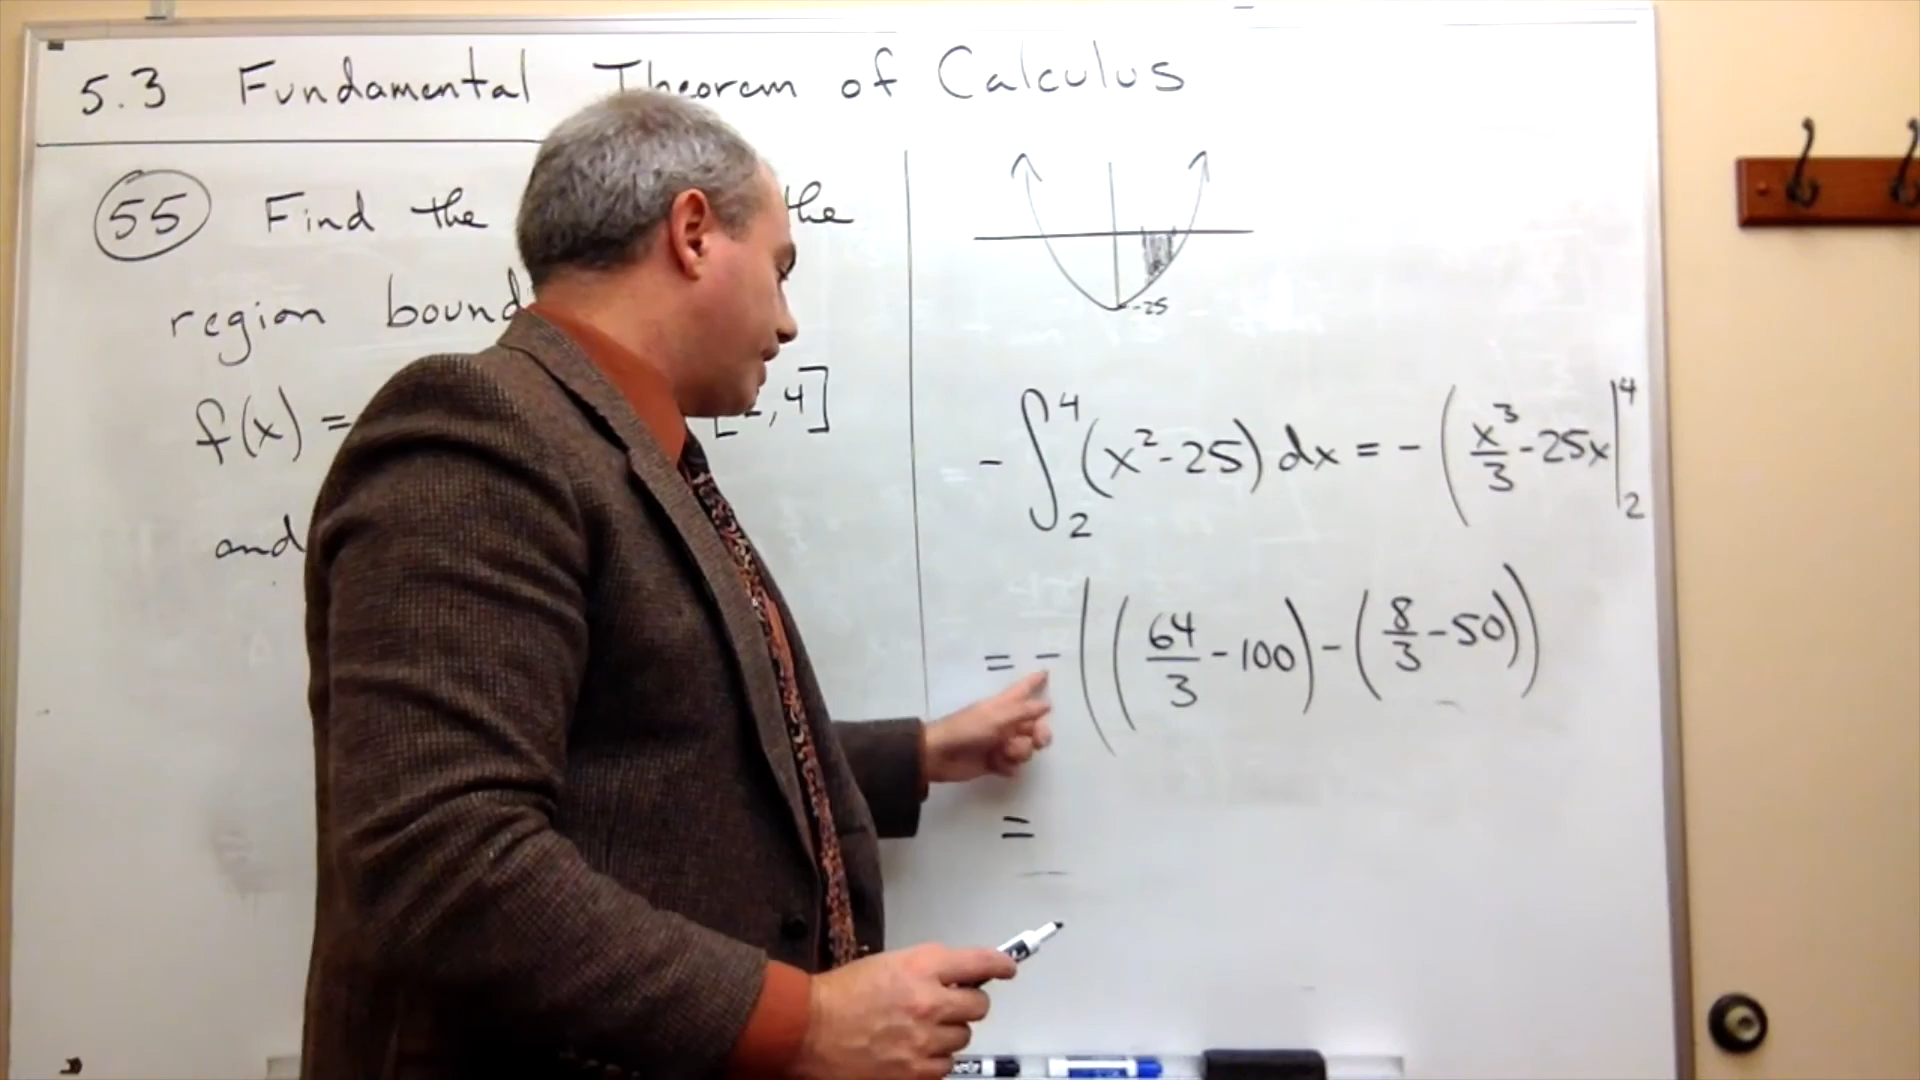 5.3 Fundamental Theorem of Calculus
55 Find the the
region bound
f(x) = , 4]
and
-25
- ∫₂⁴ (x² - 25) dx = - (x³/3 - 25x |₂⁴
= - ((64/3 - 100) - (8/3 - 50))
=